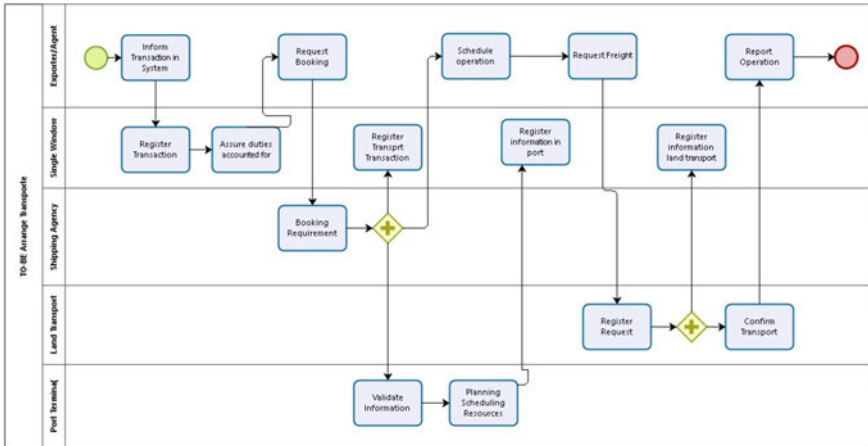 TO-BE Arrange Transporte
Exporter/Agent
Inform
Transaction in
System
Request
Booking
Schedule
operation
Request Freight
Report
Operation
Single Window
Register
Transaction
Assure duties
accounted for
Register
Transprt
Transaction
Register
information in
port
Register
information
land transport
Shipping Agency
Booking
Requirement
Land Transport
Register
Request
Confirm
Transport
Port Terminal
Validate
Information
Planning
Scheduling
Resources